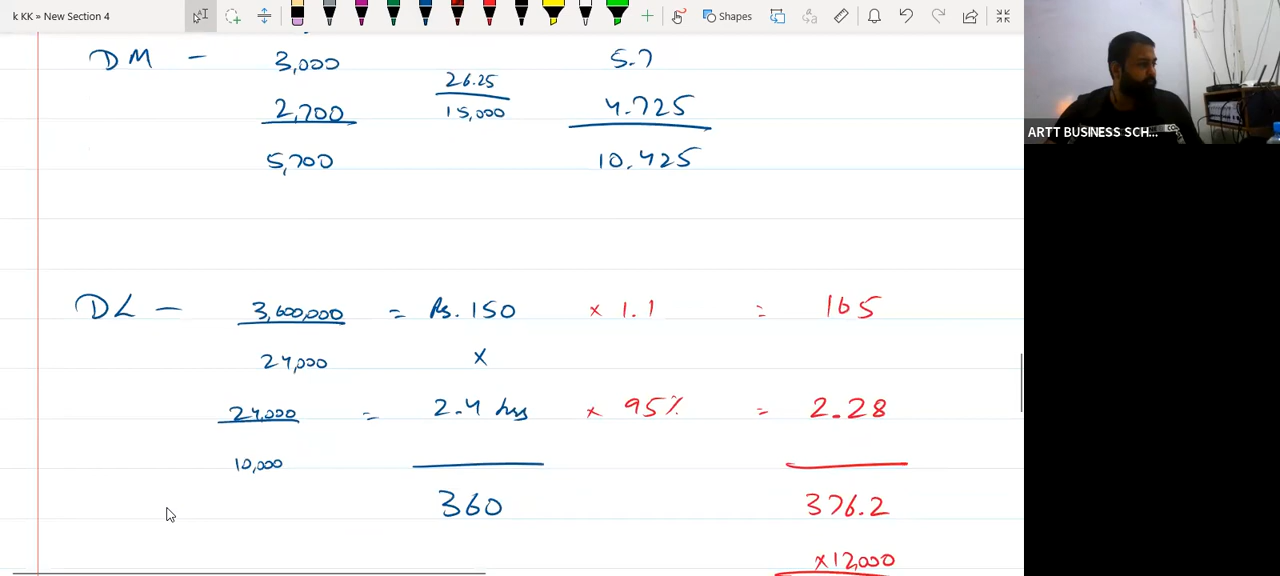 k KK » New Section 4
Shapes
DM - 3,000 5.7
26.25
2,700 15,000 4.725
5,700 10.425
ARTT BUSINESS SCH...
DL - 3,600,000 = Rs. 150 × 1.1 = 165
24,000 ×
24,000 = 2.4 hrs × 95% = 2.28
10,000
360 376.2
×12,000